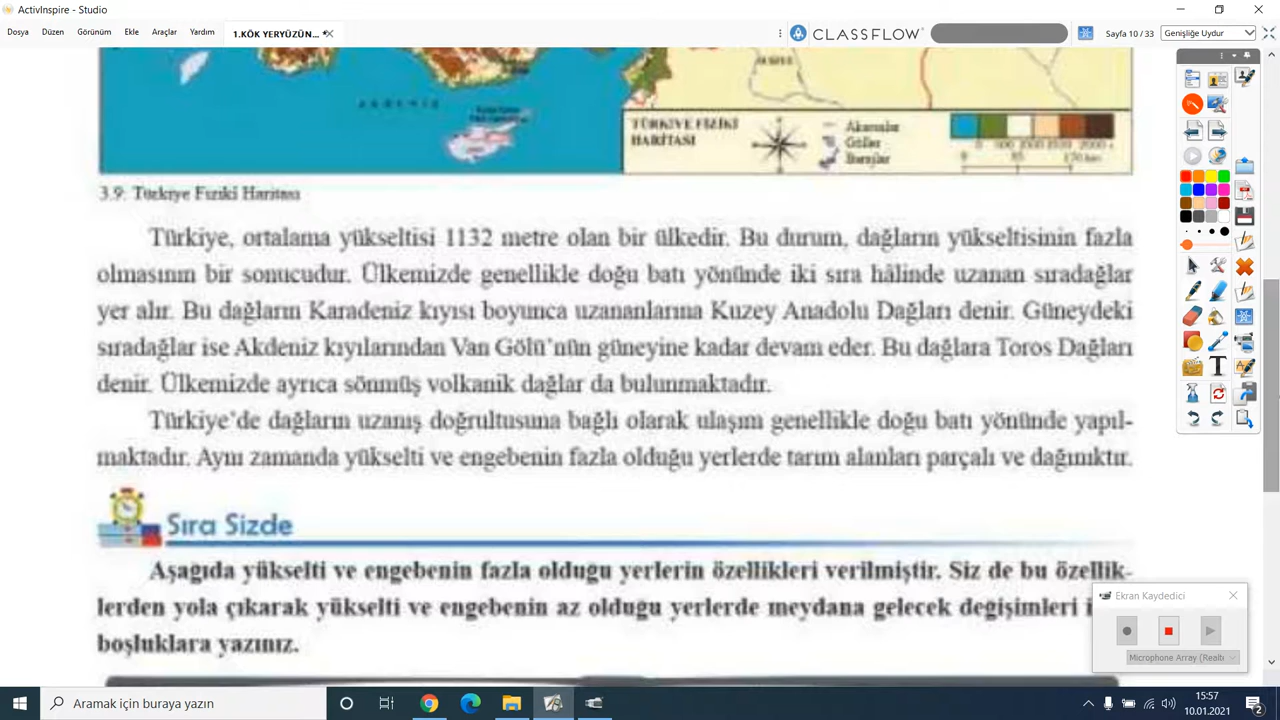 ActivInspire - Studio
Dosya Düzen Görünüm Ekle Araçlar Yardım 1.KÖK YERYÜZÜN...
CLASSFLOW
Sayfa 10 / 33 Genişliğe Uydur
AKDENİZ
TÜRKİYE FİZİKİ
HARİTASI
Akarsular
Göller
Barajlar
3.9: Türkiye Fiziki Haritası
Türkiye, ortalama yükseltisi 1132 metre olan bir ülkedir. Bu durum, dağların yükseltisinin fazla
olmasının bir sonucudur. Ülkemizde genellikle doğu batı yönünde iki sıra hâlinde uzanan sıradağlar
yer alır. Bu dağların Karadeniz kıyısı boyunca uzananlarına Kuzey Anadolu Dağları denir. Güneydeki
sıradağlar ise Akdeniz kıyılarından Van Gölü'nün güneyine kadar devam eder. Bu dağlara Toros Dağları
denir. Ülkemizde ayrıca sönmüş volkanik dağlar da bulunmaktadır.
Türkiye'de dağların uzanış doğrultusuna bağlı olarak ulaşım genellikle doğu batı yönünde yapıl-
maktadır. Aynı zamanda yükselti ve engebenin fazla olduğu yerlerde tarım alanları parçalı ve dağınıktır.
Sıra Sizde
Aşağıda yükselti ve engebenin fazla olduğu yerlerin özellikleri verilmiştir. Siz de bu özellik-
lerden yola çıkarak yükselti ve engebenin az olduğu yerlerde meydana gelecek değişimleri
boşluklara yazınız.
Ekran Kaydedici
Microphone Array (Realtk
Aramak için buraya yazın
15:57
10.01.2021
2